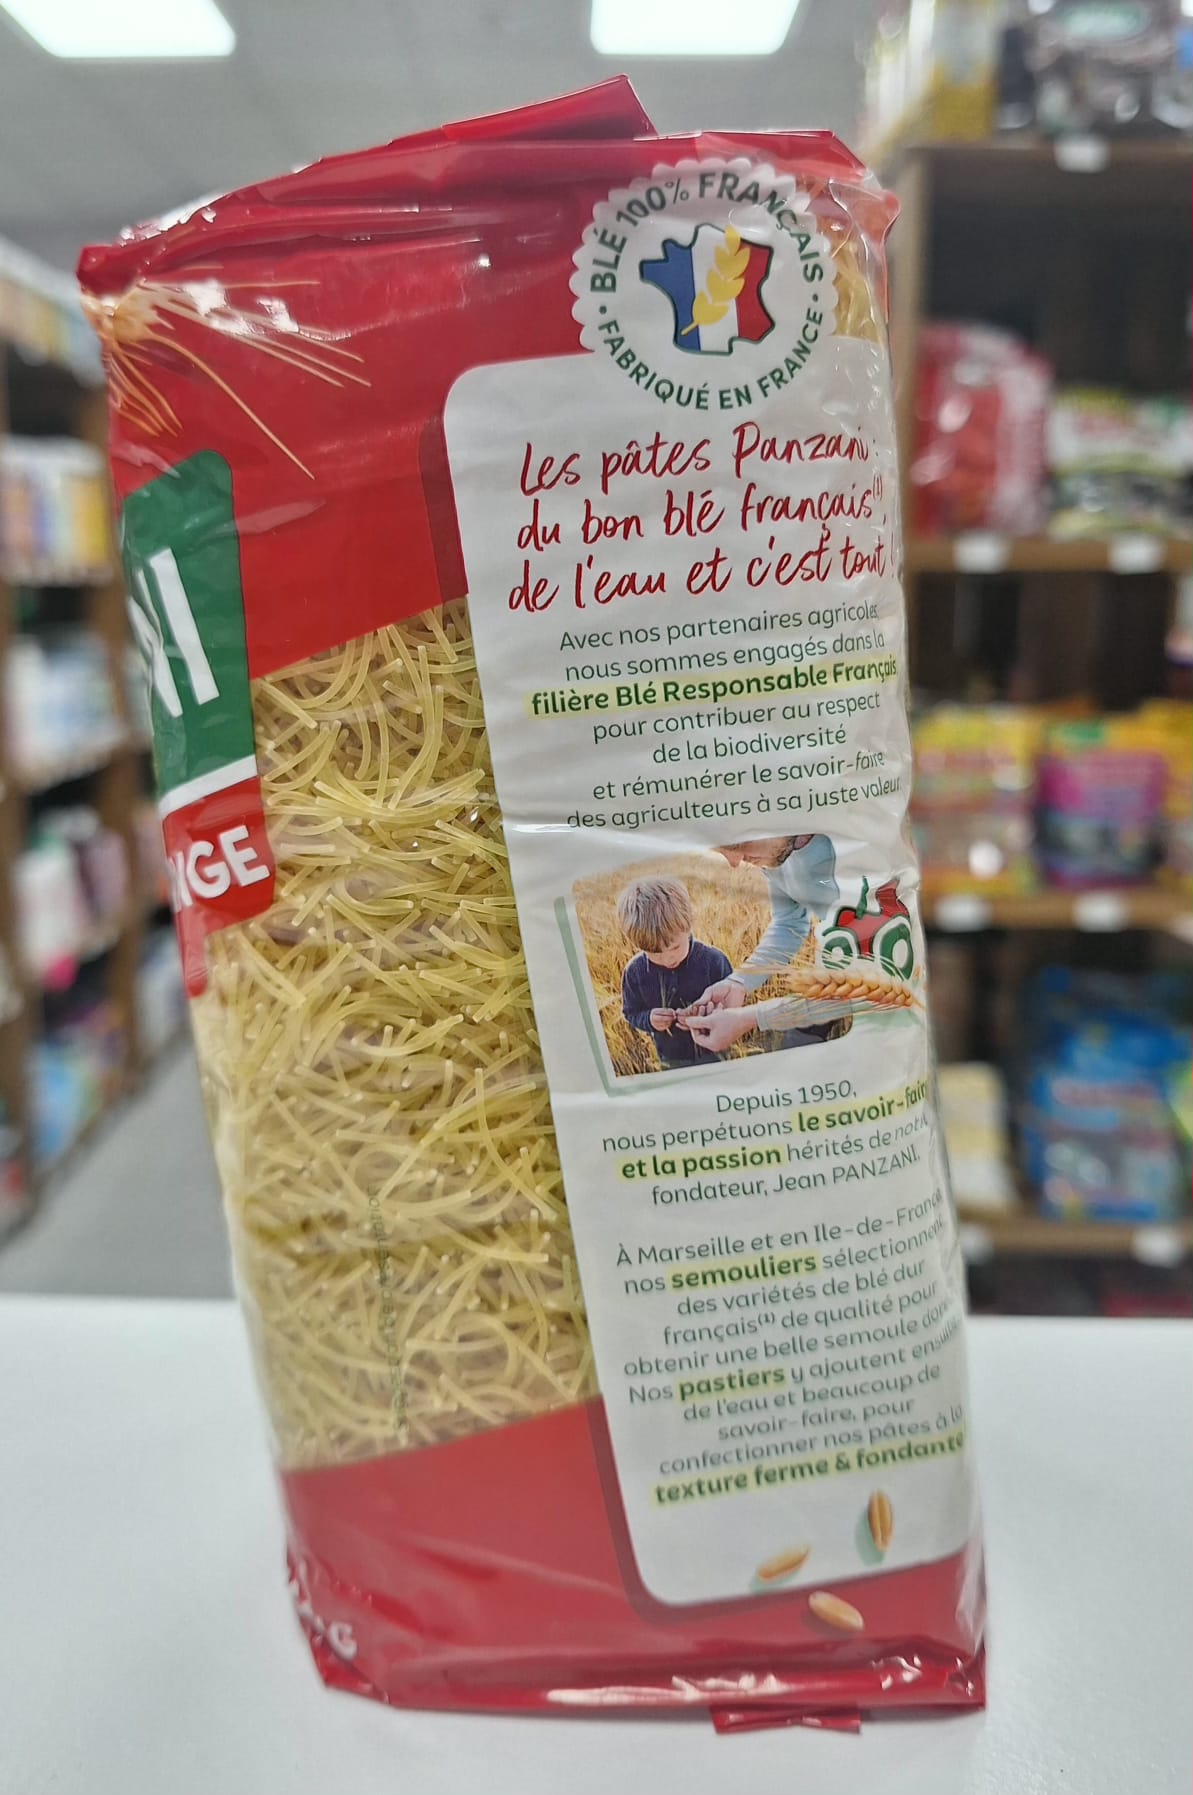 BLÉ 100% FRANÇAIS
FABRIQUÉ EN FRANCE
Les pâtes Panzani :
du bon blé français⁽¹⁾,
de l'eau et c'est tout !
Avec nos partenaires agricoles
nous sommes engagés dans la
filière Blé Responsable Français
pour contribuer au respect
de la biodiversité
et rémunérer le savoir-faire
des agriculteurs à sa juste valeur
NI
NGE
Depuis 1950,
nous perpétuons le savoir-faire
et la passion hérités de notre
fondateur, Jean PANZANI.
À Marseille et en Ile-de-France,
nos semouliers sélectionnent
des variétés de blé dur
français⁽¹⁾ de qualité pour
obtenir une belle semoule dorée
Nos pastiers y ajoutent ensuite
de l'eau et beaucoup de
savoir-faire, pour
confectionner nos pâtes à la
texture ferme & fondante